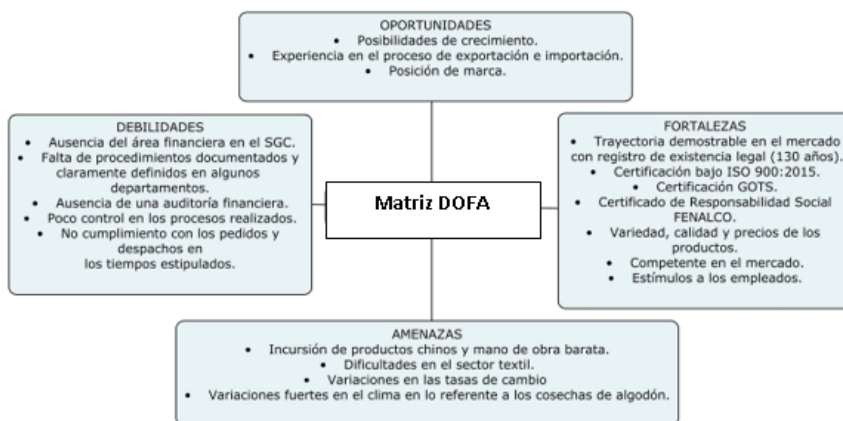 OPORTUNIDADES
• Posibilidades de crecimiento.
• Experiencia en el proceso de exportación e importación.
• Posición de marca.
DEBILIDADES
• Ausencia del área financiera en el SGC.
• Falta de procedimientos documentados y
claramente definidos en algunos
departamentos.
• Ausencia de una auditoría financiera.
• Poco control en los procesos realizados.
• No cumplimiento con los pedidos y
despachos en
los tiempos estipulados.
Matriz DOFA
FORTALEZAS
• Trayectoria demostrable en el mercado
con registro de existencia legal (130 años).
• Certificación bajo ISO 900:2015.
• Certificación GOTS.
• Certificado de Responsabilidad Social
FENALCO.
• Variedad, calidad y precios de los
productos.
• Competente en el mercado.
• Estímulos a los empleados.
AMENAZAS
• Incursión de productos chinos y mano de obra barata.
• Dificultades en el sector textil.
• Variaciones en las tasas de cambio
• Variaciones fuertes en el clima en lo referente a los cosechas de algodón.